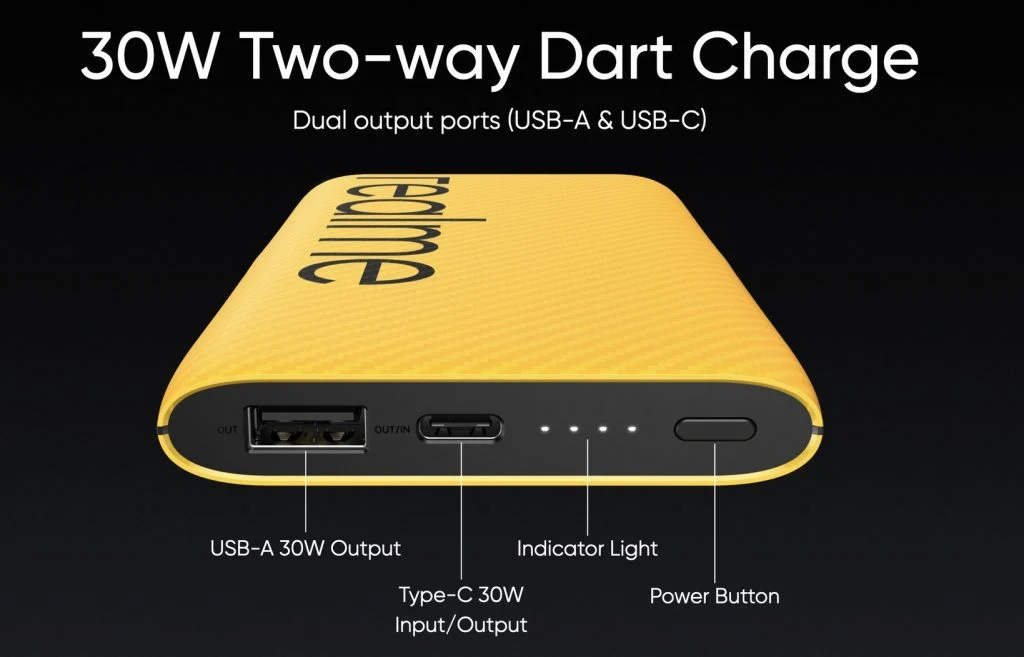 30W Two-way Dart Charge
Dual output ports (USB-A & USB-C)
realme
OUT
OUT/IN
USB-A 30W Output
Indicator Light
Type-C 30W
Input/Output
Power Button